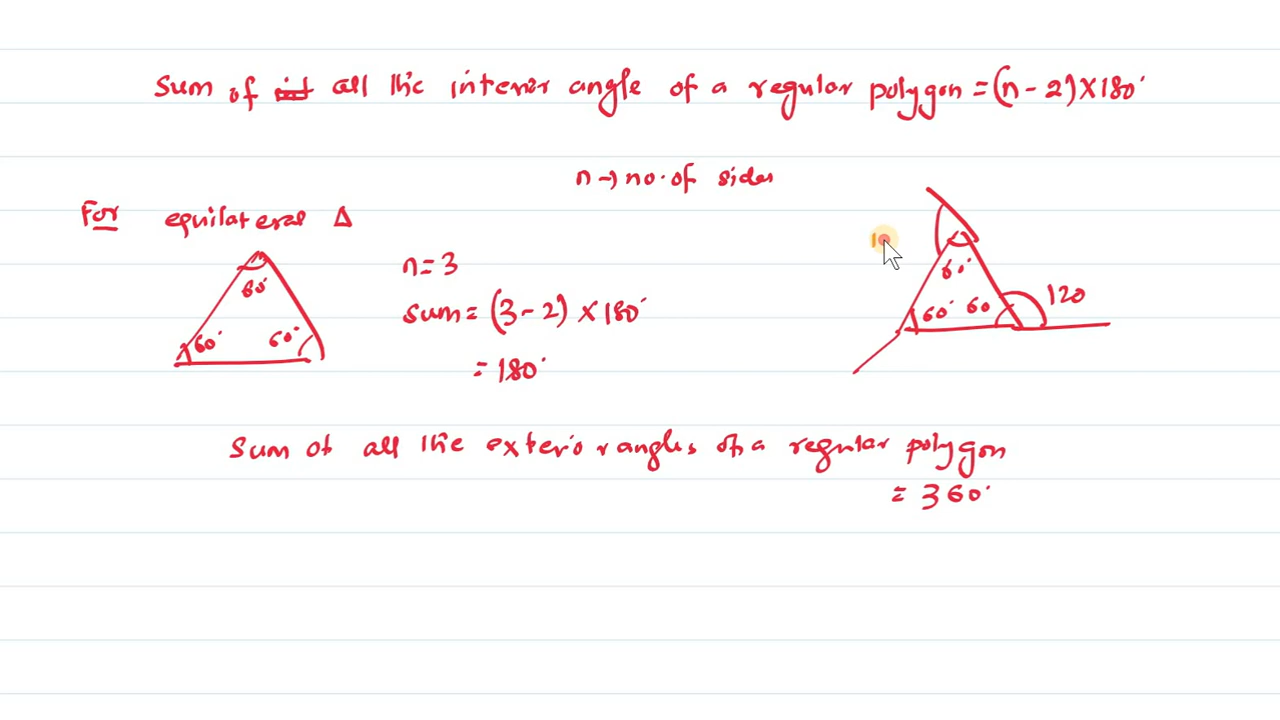 Sum of int all the interior angle of a regular polygon = (n - 2) × 180°
n → no. of sides
For equilateral Δ
60°
60° 60°
n = 3
sum = (3 - 2) × 180°
= 180°
1
60°
60° 60 120
Sum of all the exterior angles of a regular polygon
= 360°